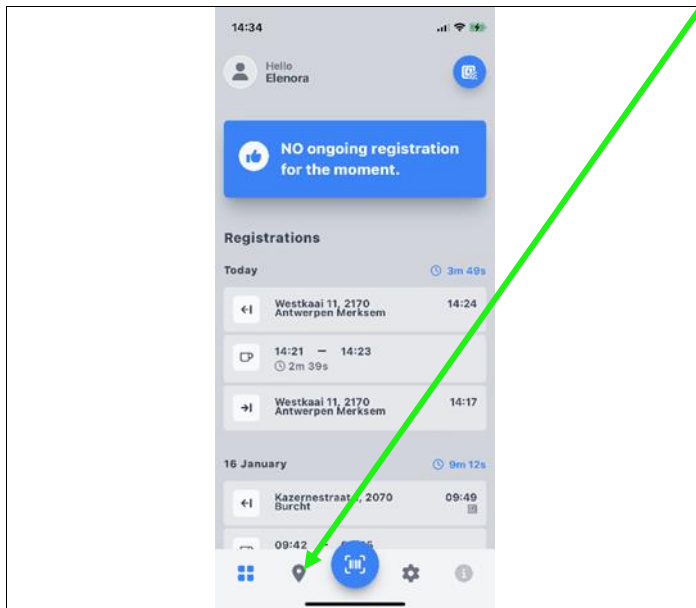 14:34
Hello
Elenora
NO ongoing registration
for the moment.
Registrations
Today 3m 49s
Westkaai 11, 2170 14:24
Antwerpen Merksem
14:21 – 14:23
2m 39s
Westkaai 11, 2170 14:17
Antwerpen Merksem
16 January 9m 12s
2070 09:49
Burcht
09:42 –